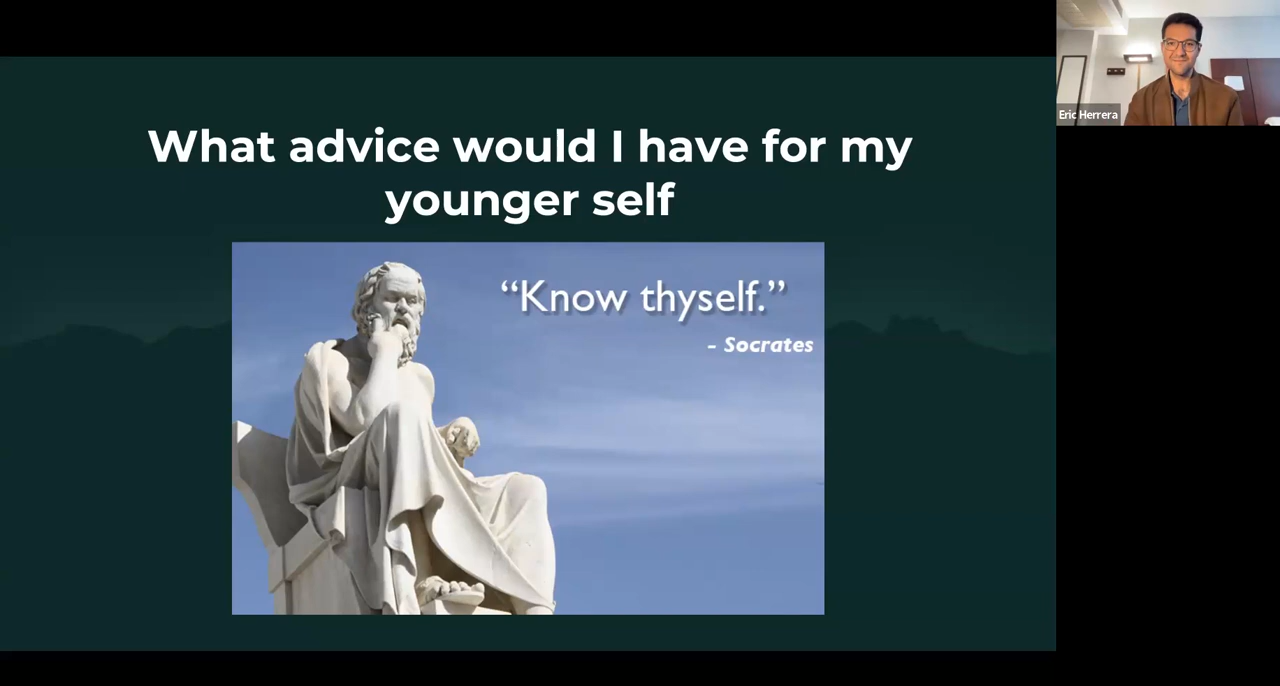 What advice would I have for my
younger self
“Know thyself.”
- Socrates
Eric Herrera